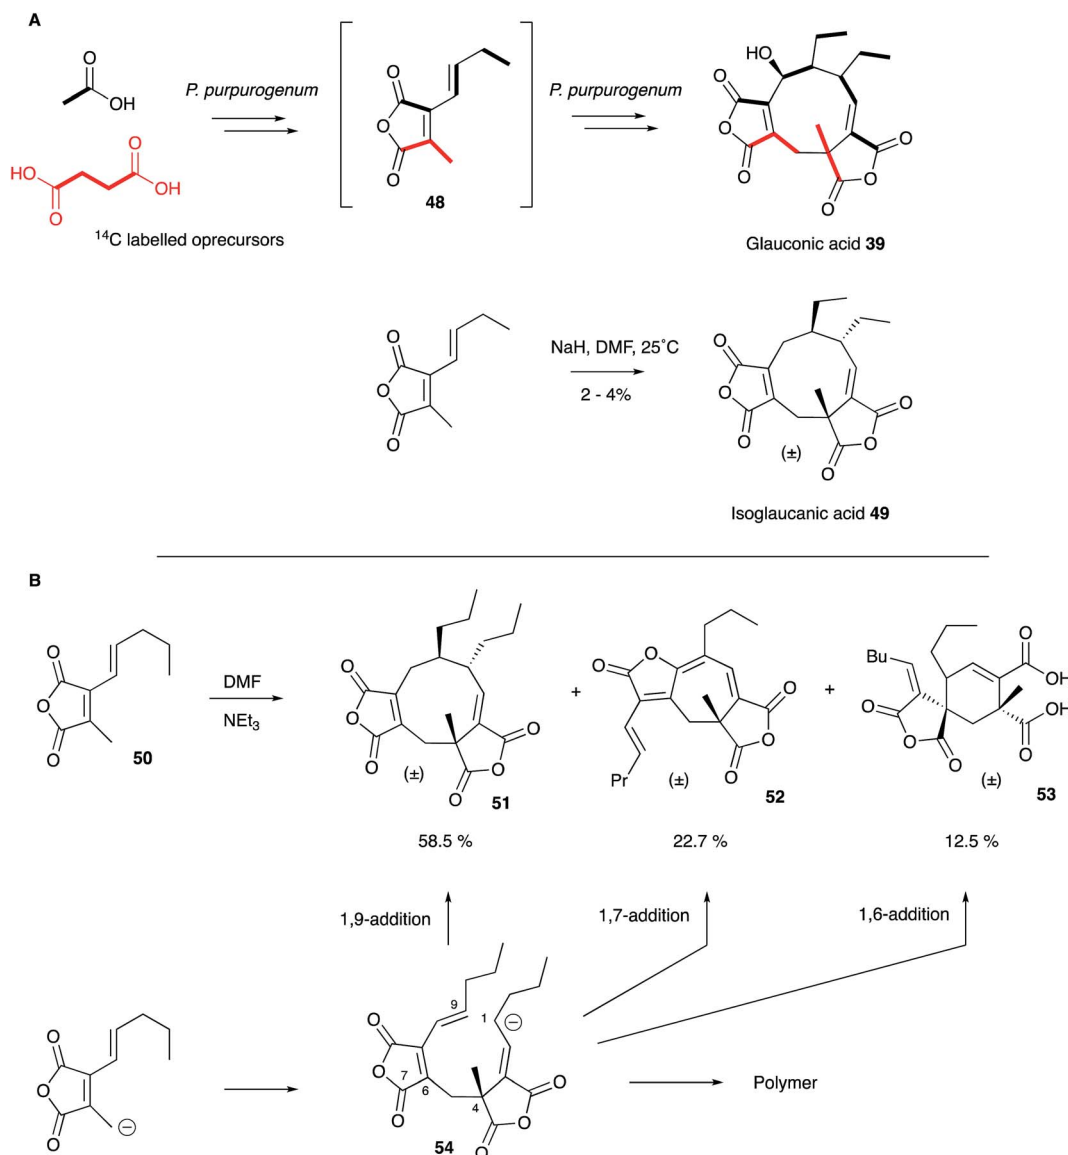 A
O
OH
HO
O
O
OH
¹⁴C labelled oprecursors
P. purpurogenum
O
O
O
48
P. purpurogenum
HO
O
O
O
O
O
O
Glauconic acid 39
O
O
O
NaH, DMF, 25˚C
2 - 4%
O
O
O
O
O
O
(±)
Isoglaucanic acid 49
B
O
O
O
50
DMF
NEt₃
O
O
O
O
O
O
(±)
51
58.5 %
+
O
O
O
O
O
Pr
(±)
52
22.7 %
+
Bu
O
O
O
O
OH
O
OH
(±)
53
12.5 %
1,9-addition
1,7-addition
1,6-addition
O
O
O
⊖
9
1
⊖
O
O
7
O
6
4
O
O
O
54
Polymer